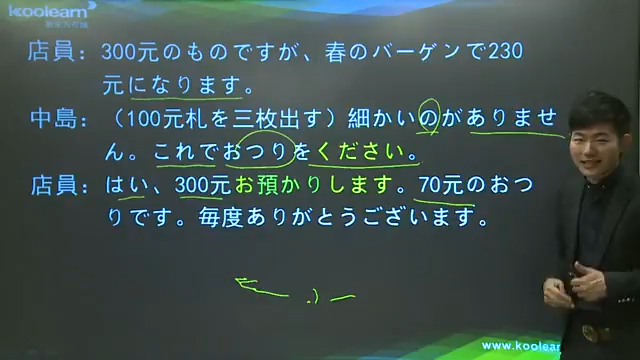 koolearn
新东方在线
店員：300元のものですが、春のバーゲンで230
元になります。
中島：（100元札を三枚出す）細かいのがありませ
ん。これでおつりをください。
店員：はい、300元お預かりします。70元のおつ
りです。毎度ありがとうございます。
www.koolearn